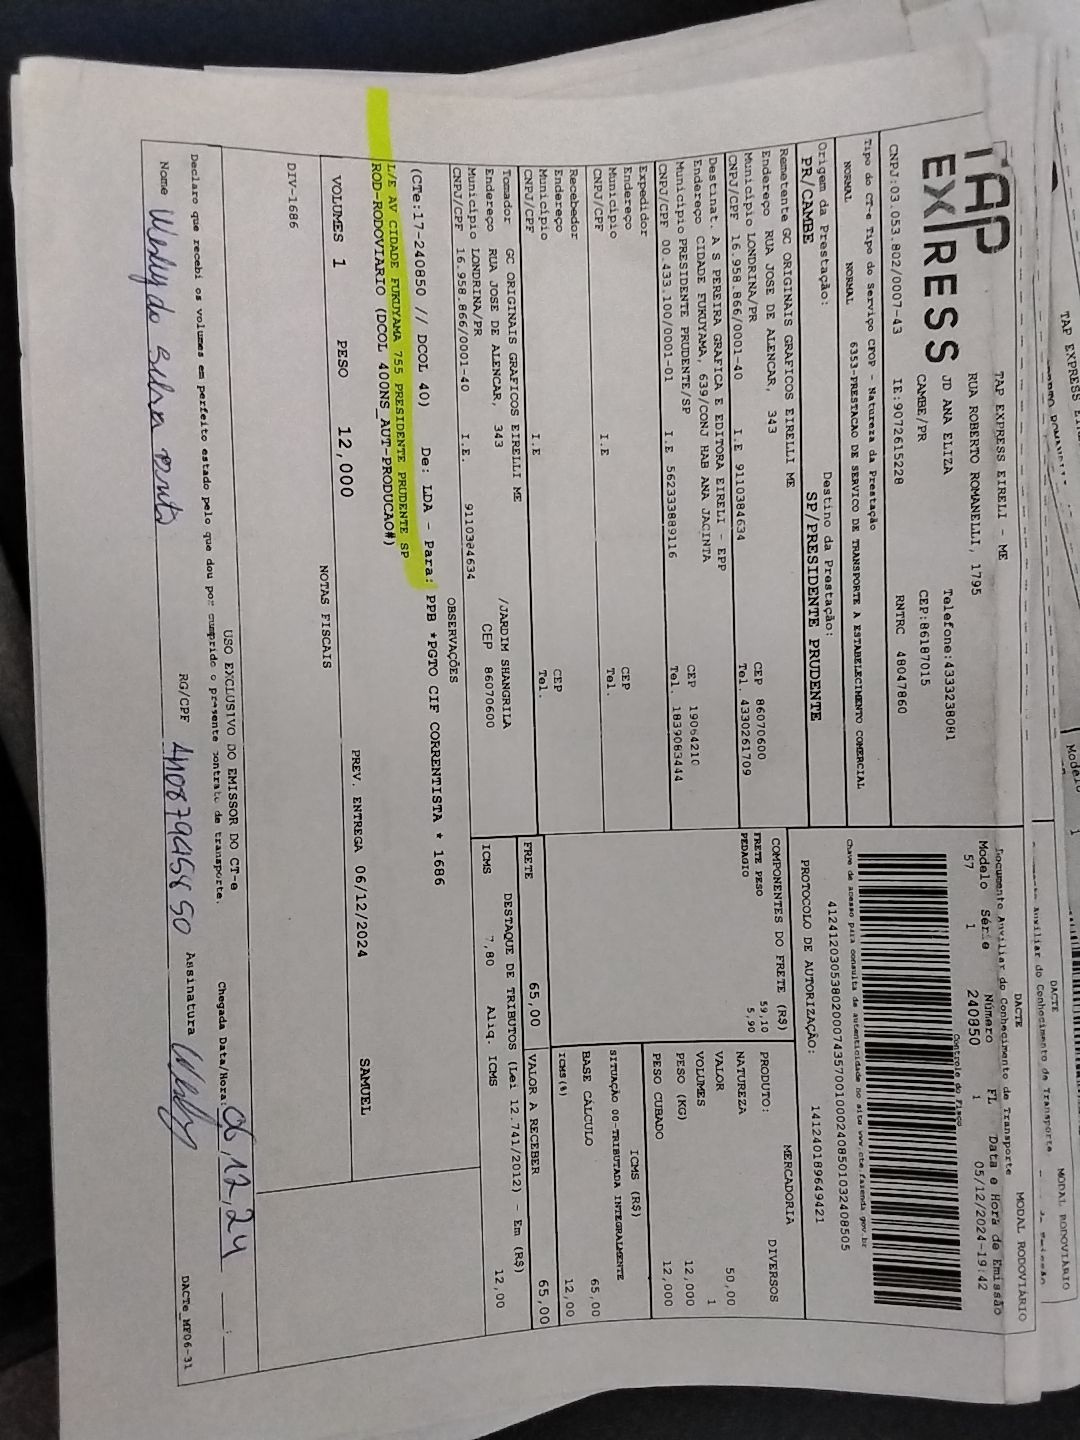 TAP EXPRESS
TAP EXPRESS EIRELI - ME
RUA ROBERTO ROMANELLI, 1795
JD ANA ELIZA
CAMBE/PR
Telefone:4333238081
CEP:86187015
CNPJ:03.053.802/0007-43 IE:9072615228 RNTRC 48047860
DACTE MODAL RODOVIÁRIO
Documento Auxiliar do Conhecimento de Transporte
Modelo Série Número FL Data e Hora de Emissão
57 1 240850 1 05/12/2024-19:42
Controle do Fisco
Chave de acesso para consulta de autenticidade no site www.cte.fazenda.gov.br
41241203053802000743570010002408501032408505
PROTOCOLO DE AUTORIZAÇÃO: 141240189649421
Tipo do CT-e Tipo do Serviço CFOP - Natureza da Prestação
NORMAL NORMAL 6353-PRESTACAO DE SERVICO DE TRANSPORTE A ESTABELECIMENTO COMERCIAL
Origem da Prestação: Destino da Prestação:
PR/CAMBE SP/PRESIDENTE PRUDENTE
Remetente GC ORIGINAIS GRAFICOS EIRELLI ME
Endereço RUA JOSE DE ALENCAR, 343
Município LONDRINA/PR CEP 86070600
CNPJ/CPF 16.958.866/0001-40 I.E 9110384634 Tel. 4330261709
Destinat. A S PEREIRA GRAFICA E EDITORA EIRELI - EPP
Endereço CIDADE FUKUYAMA, 639/CONJ HAB ANA JACINTA
Município PRESIDENTE PRUDENTE/SP CEP 19064210
CNPJ/CPF 00.433.100/0001-01 I.E 562333889116 Tel. 1839083444
Expedidor
Endereço
Município CEP
CNPJ/CPF I.E Tel.
Recebedor
Endereço
Município CEP
CNPJ/CPF I.E Tel.
Tomador GC ORIGINAIS GRAFICOS EIRELLI ME
Endereço RUA JOSE DE ALENCAR, 343 /JARDIM SHANGRILA
Município LONDRINA/PR CEP 86070600
CNPJ/CPF 16.958.866/0001-40 I.E. 9110384634
COMPONENTES DO FRETE (R$)
FRETE PESO 59,10
PEDAGIO 5,90
MERCADORIA
PRODUTO: DIVERSOS
NATUREZA
VALOR 50,00
VOLUMES 1
PESO (KG) 12,000
PESO CUBADO 12,000
ICMS (R$)
SITUAÇÃO 00-TRIBUTADA INTEGRALMENTE
BASE CÁLCULO 65,00
ICMS(%) 12,00
FRETE 65,00 VALOR A RECEBER 65,00
DESTAQUE DE TRIBUTOS (Lei 12.741/2012) - Em (R$)
ICMS 7,80 Aliq. ICMS 12,00
OBSERVAÇÕES
(CTe:17-240850 // DCOL 40) De: LDA - Para: PPB *PGTO CIF CORRENTISTA * 1686
L/E AV CIDADE FUKUYAMA 755 PRESIDENTE PRUDENTE SP
ROD-RODOVIARIO (DCOL 400NS_AUT-PRODUCAO#)
VOLUMES 1 PESO 12,000 PREV. ENTREGA 06/12/2024 SAMUEL
NOTAS FISCAIS
DIV-1686
USO EXCLUSIVO DO EMISSOR DO CT-e
Declaro que recebi os volumes em perfeito estado pelo que dou por cumprido o presente contrato de transporte. Chegada Data/Hora: 12,24
Nome da Silva RG/CPF Assinatura
DACTe_MF06-31